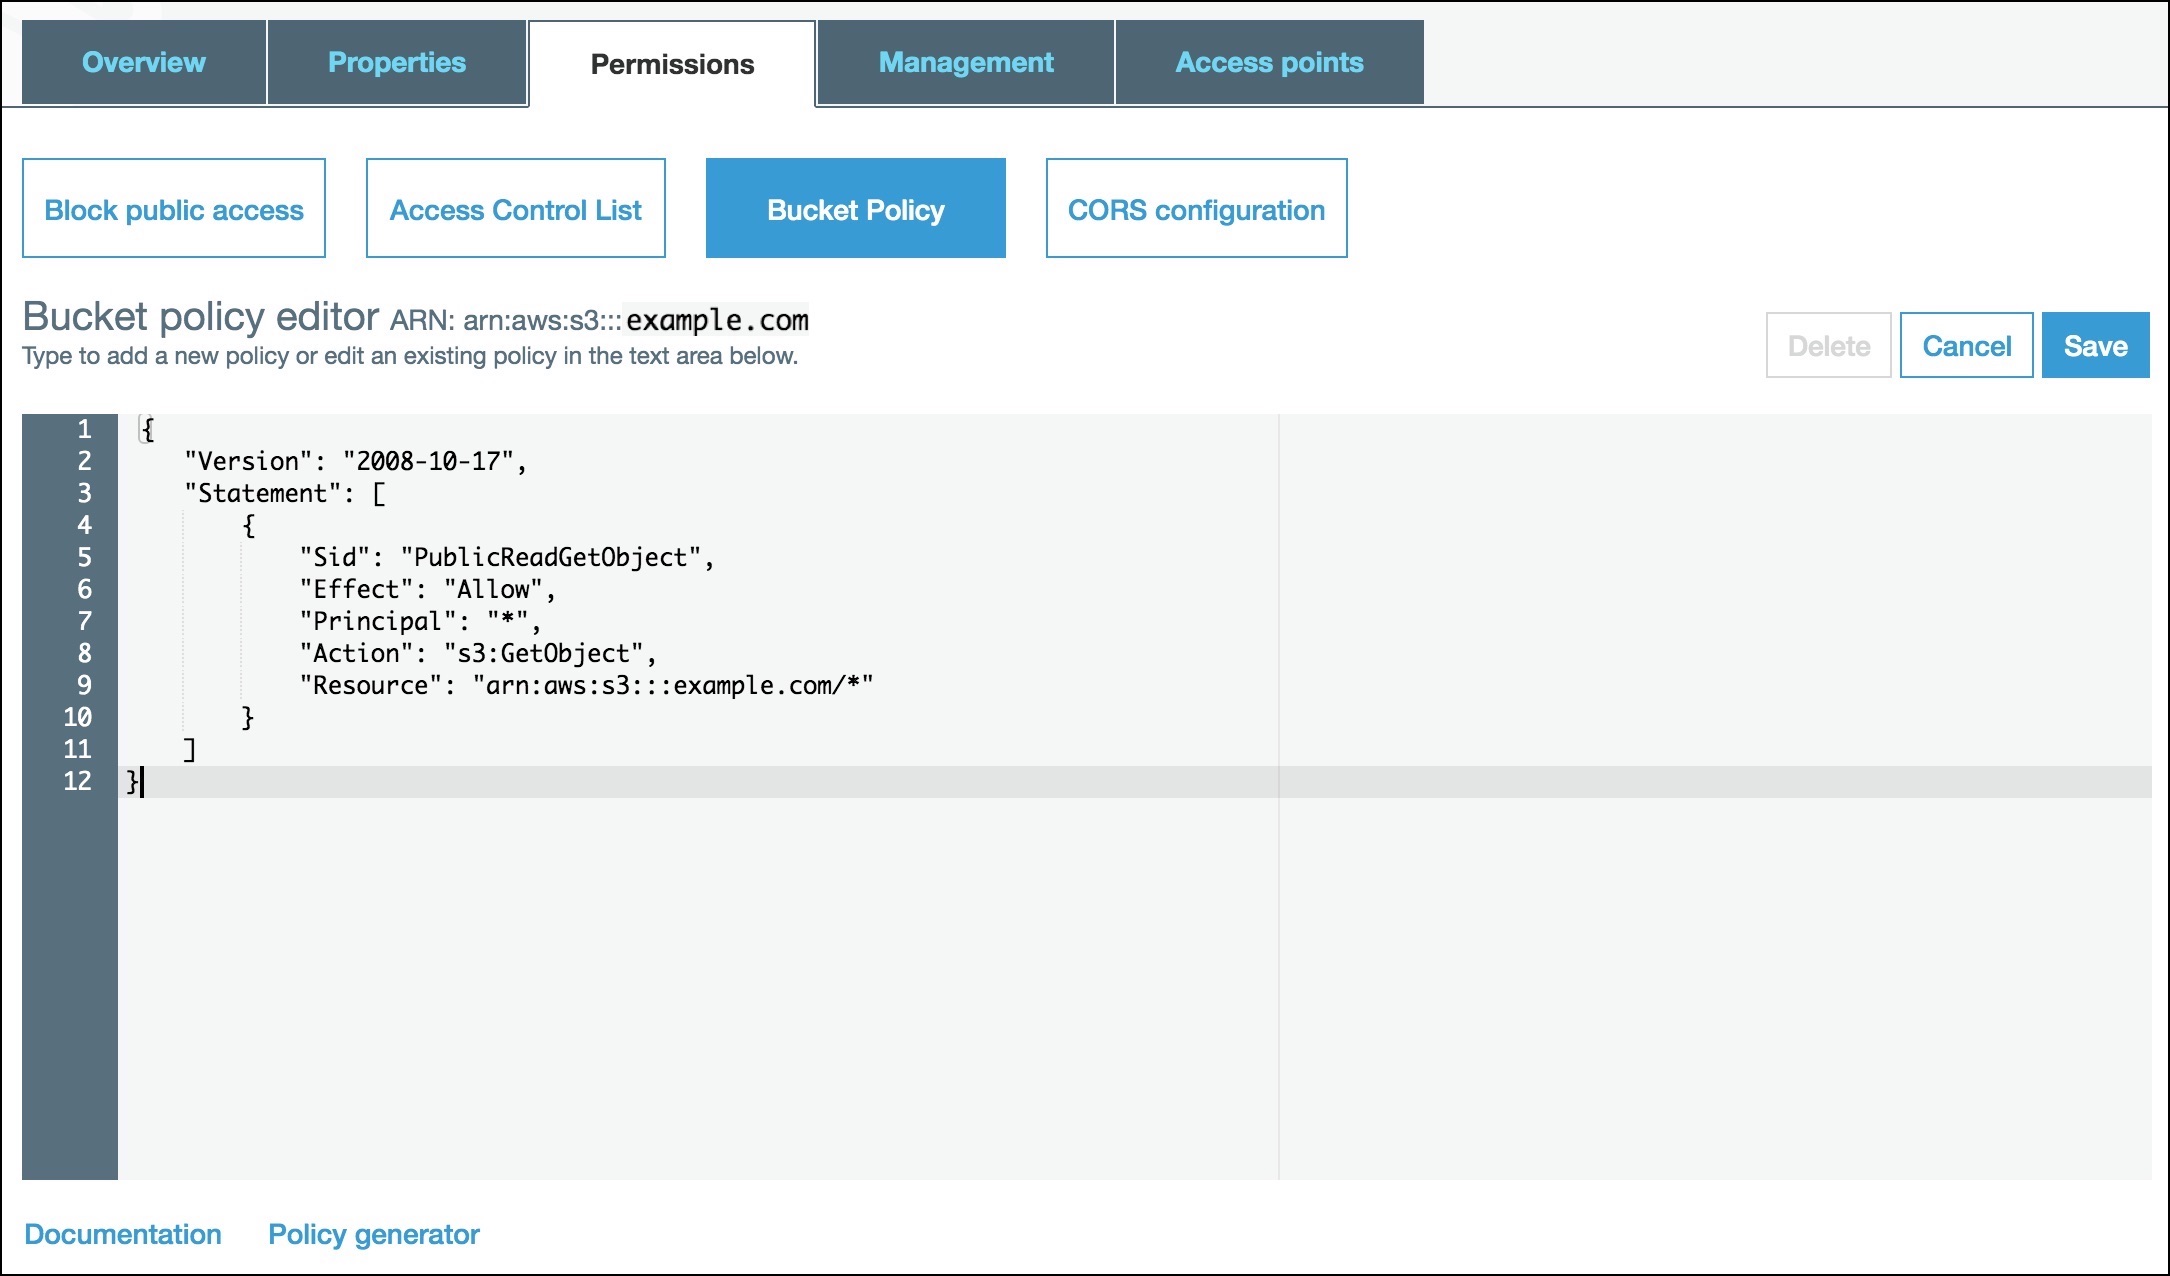 Overview Properties Permissions Management Access points
Block public access Access Control List Bucket Policy CORS configuration
Bucket policy editor ARN: arn:aws:s3:::example.com
Type to add a new policy or edit an existing policy in the text area below.
Delete Cancel Save
1 {
2 "Version": "2008-10-17",
3 "Statement": [
4 {
5 "Sid": "PublicReadGetObject",
6 "Effect": "Allow",
7 "Principal": "*",
8 "Action": "s3:GetObject",
9 "Resource": "arn:aws:s3:::example.com/*"
10 }
11 ]
12 }
Documentation Policy generator